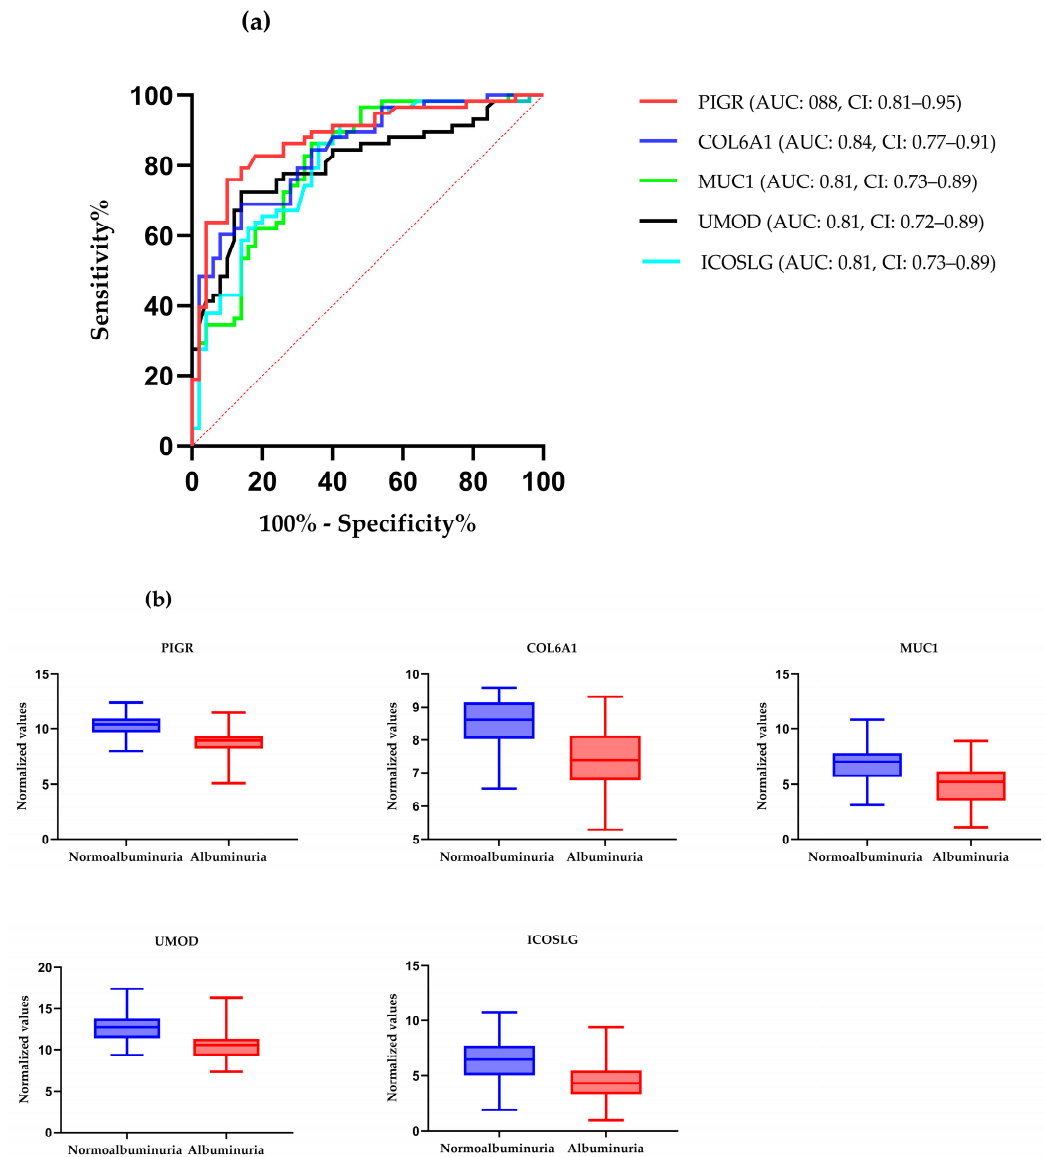 (a)
100
80
60
40
20
0
Sensitivity%
0 20 40 60 80 100
100% - Specificity%
PIGR (AUC: 088, CI: 0.81–0.95)
COL6A1 (AUC: 0.84, CI: 0.77–0.91)
MUC1 (AUC: 0.81, CI: 0.73–0.89)
UMOD (AUC: 0.81, CI: 0.72–0.89)
ICOSLG (AUC: 0.81, CI: 0.73–0.89)
(b)
PIGR
15
10
5
0
Normalized values
Normoalbuminuria Albuminuria
COL6A1
10
9
8
7
6
5
Normalized values
Normoalbuminuria Albuminuria
MUC1
15
10
5
0
Normalized values
Normoalbuminuria Albuminuria
UMOD
20
15
10
5
0
Normalized values
Normoalbuminuria Albuminuria
ICOSLG
15
10
5
0
Normalized values
Normoalbuminuria Albuminuria